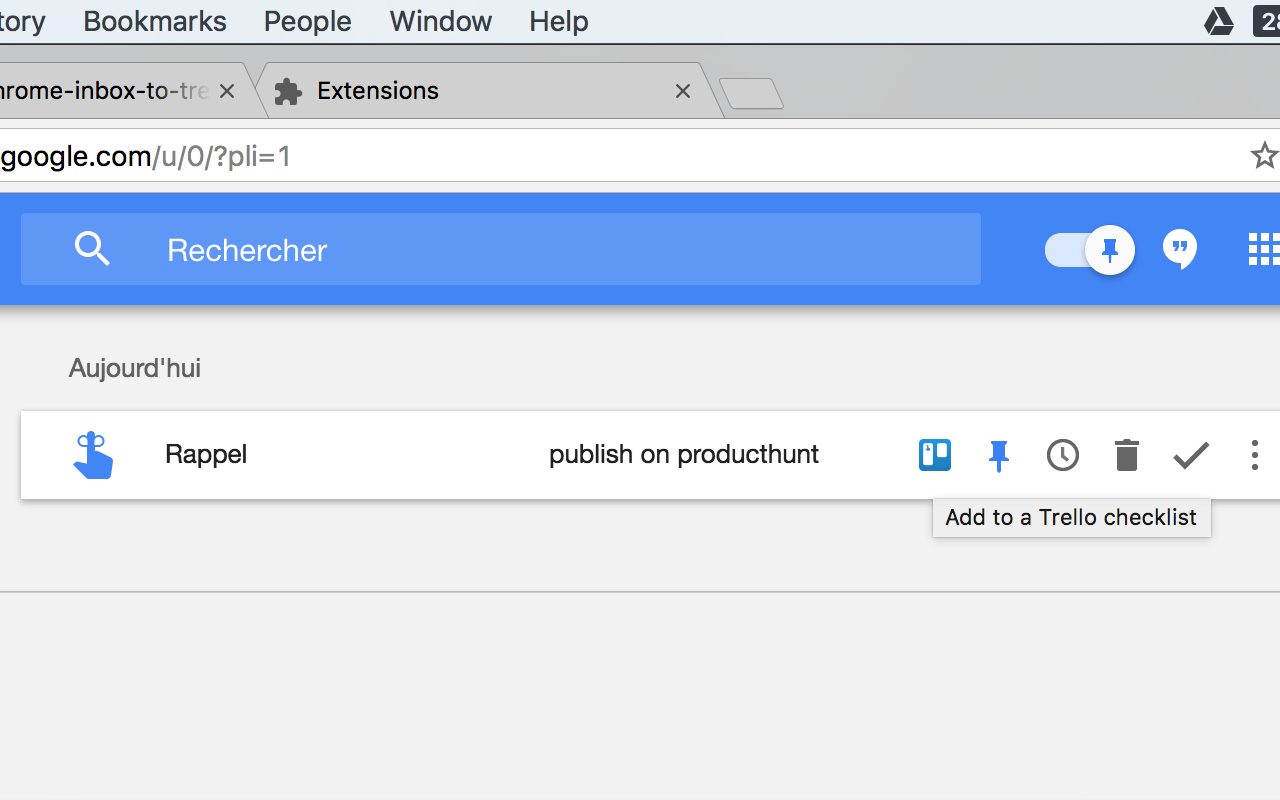 tory Bookmarks People Window Help 28
hrome-inbox-to-tre Extensions
google.com/u/0/?pli=1
Rechercher
Aujourd'hui
Rappel publish on producthunt
Add to a Trello checklist